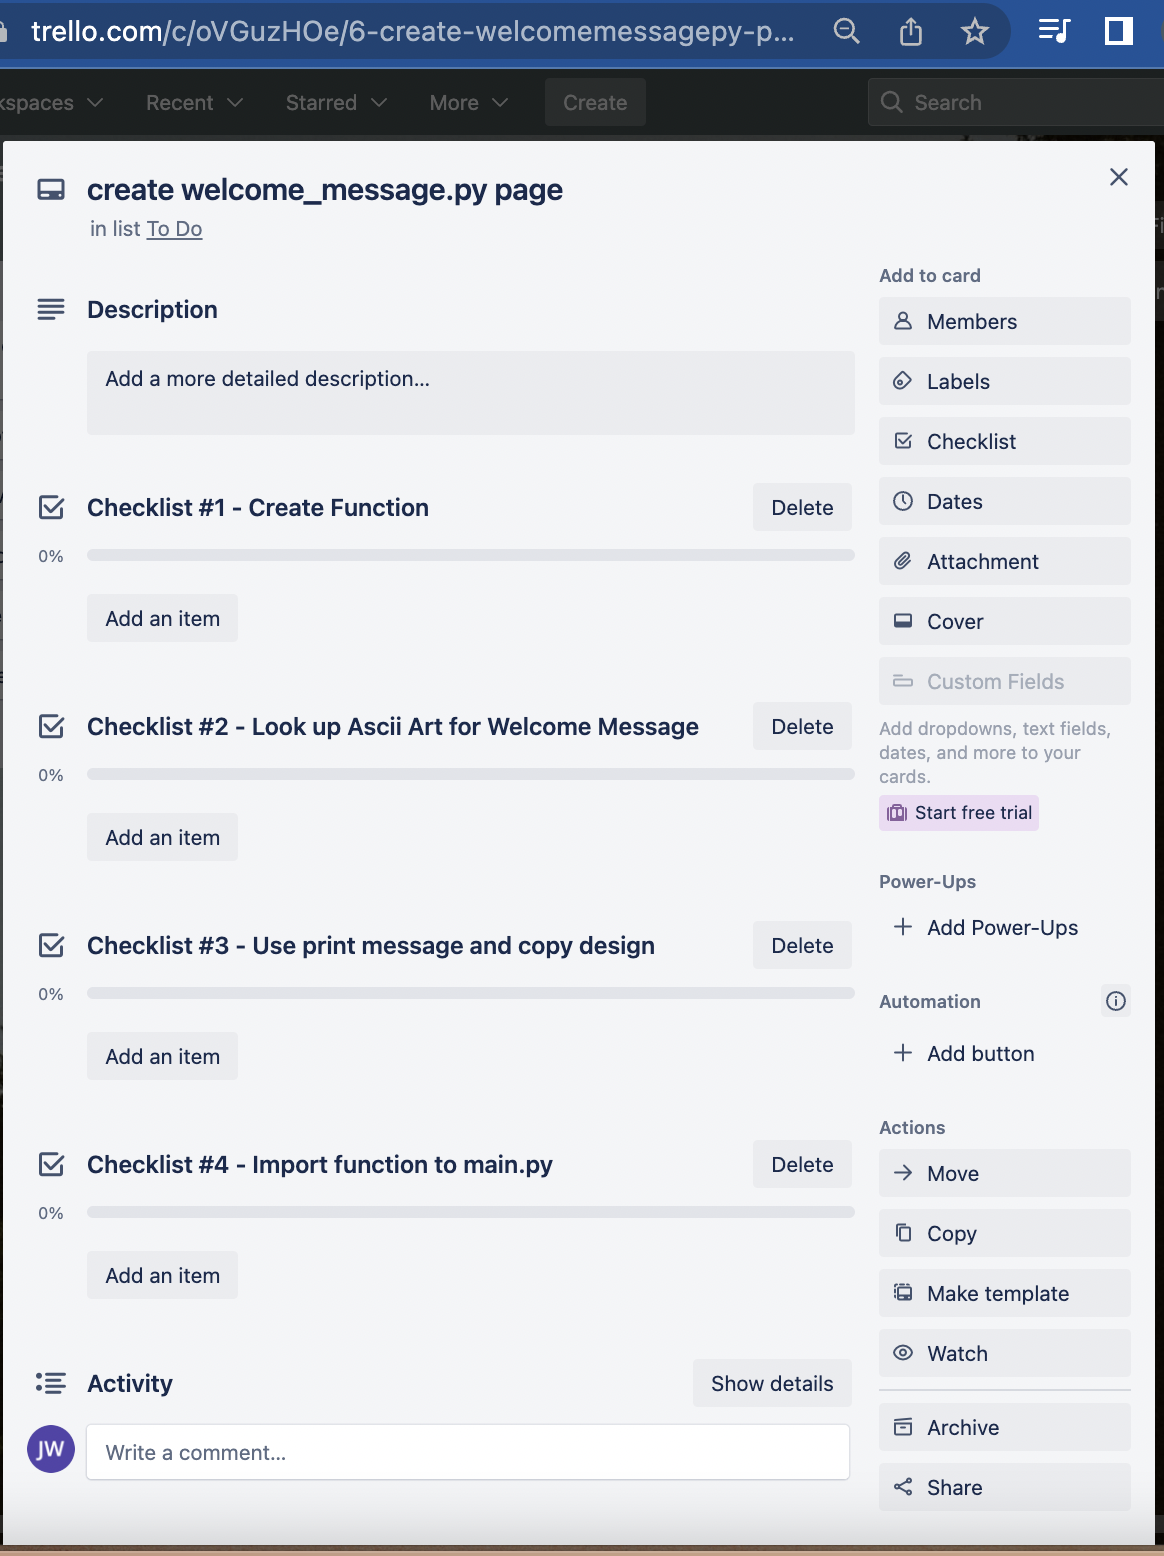 trello.com/c/oVGuzHOe/6-create-welcomemessagepy-p...
kspaces Recent Starred More Create Search
create welcome_message.py page
in list To Do
Add to card
Description
Members
Add a more detailed description...
Labels
Checklist
Checklist #1 - Create Function
Delete
Dates
0%
Attachment
Add an item
Cover
Custom Fields
Checklist #2 - Look up Ascii Art for Welcome Message
Delete
Add dropdowns, text fields,
dates, and more to your
cards.
0%
Start free trial
Add an item
Power-Ups
Add Power-Ups
Checklist #3 - Use print message and copy design
Delete
0%
Automation
Add an item
Add button
Actions
Checklist #4 - Import function to main.py
Delete
Move
0%
Copy
Add an item
Make template
Watch
Activity
Show details
Archive
JW
Write a comment...
Share